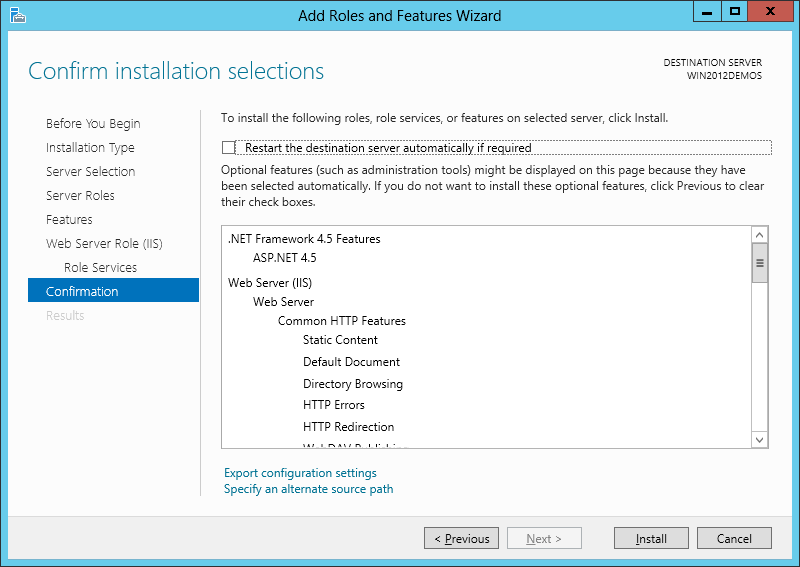 Add Roles and Features Wizard
Confirm installation selections
DESTINATION SERVER
WIN2012DEMOS
Before You Begin
Installation Type
Server Selection
Server Roles
Features
Web Server Role (IIS)
Role Services
Confirmation
Results
To install the following roles, role services, or features on selected server, click Install.
Restart the destination server automatically if required
Optional features (such as administration tools) might be displayed on this page because they have
been selected automatically. If you do not want to install these optional features, click Previous to clear
their check boxes.
.NET Framework 4.5 Features
ASP.NET 4.5
Web Server (IIS)
Web Server
Common HTTP Features
Static Content
Default Document
Directory Browsing
HTTP Errors
HTTP Redirection
WebDAV Publishing
Export configuration settings
Specify an alternate source path
< Previous
Next >
Install
Cancel